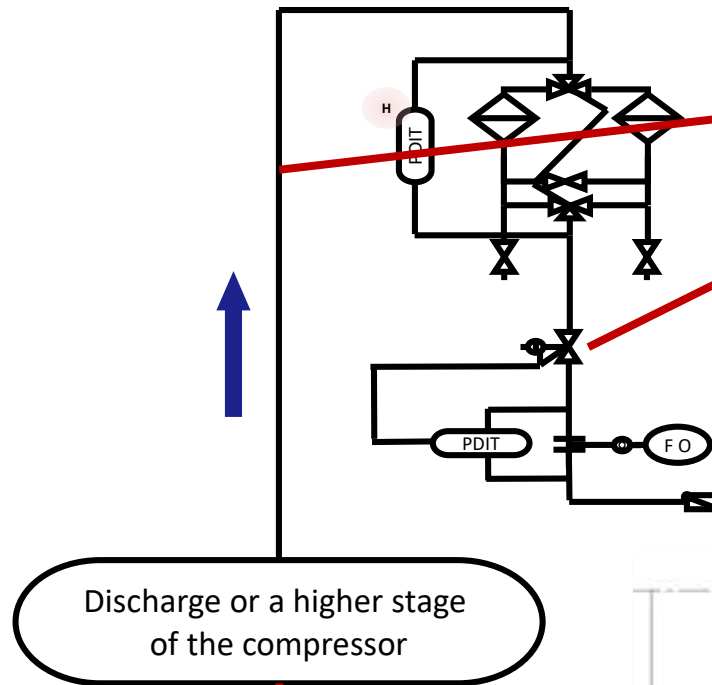 H
PDIT
PDIT
F O
Discharge or a higher stage
of the compressor